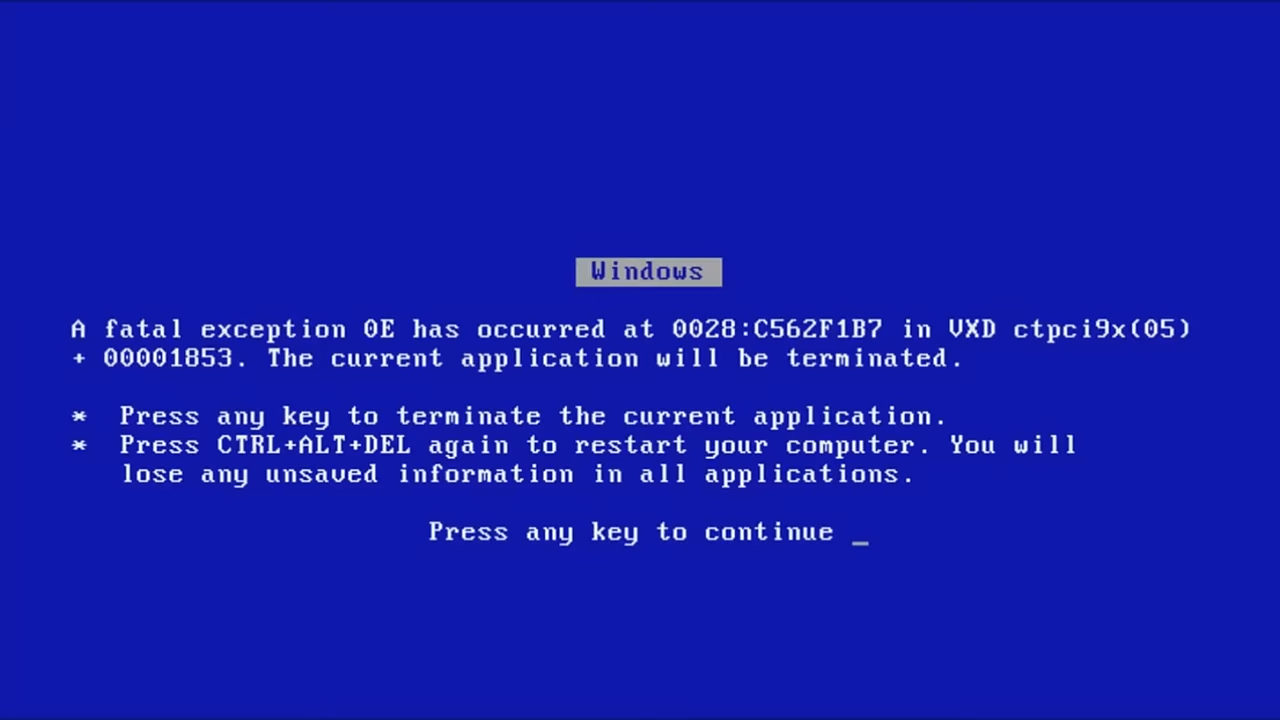 Windows
A fatal exception 0E has occurred at 0028:C562F1B7 in VXD ctpci9x(05)
+ 00001853. The current application will be terminated.
* Press any key to terminate the current application.
* Press CTRL+ALT+DEL again to restart your computer. You will
lose any unsaved information in all applications.
Press any key to continue _